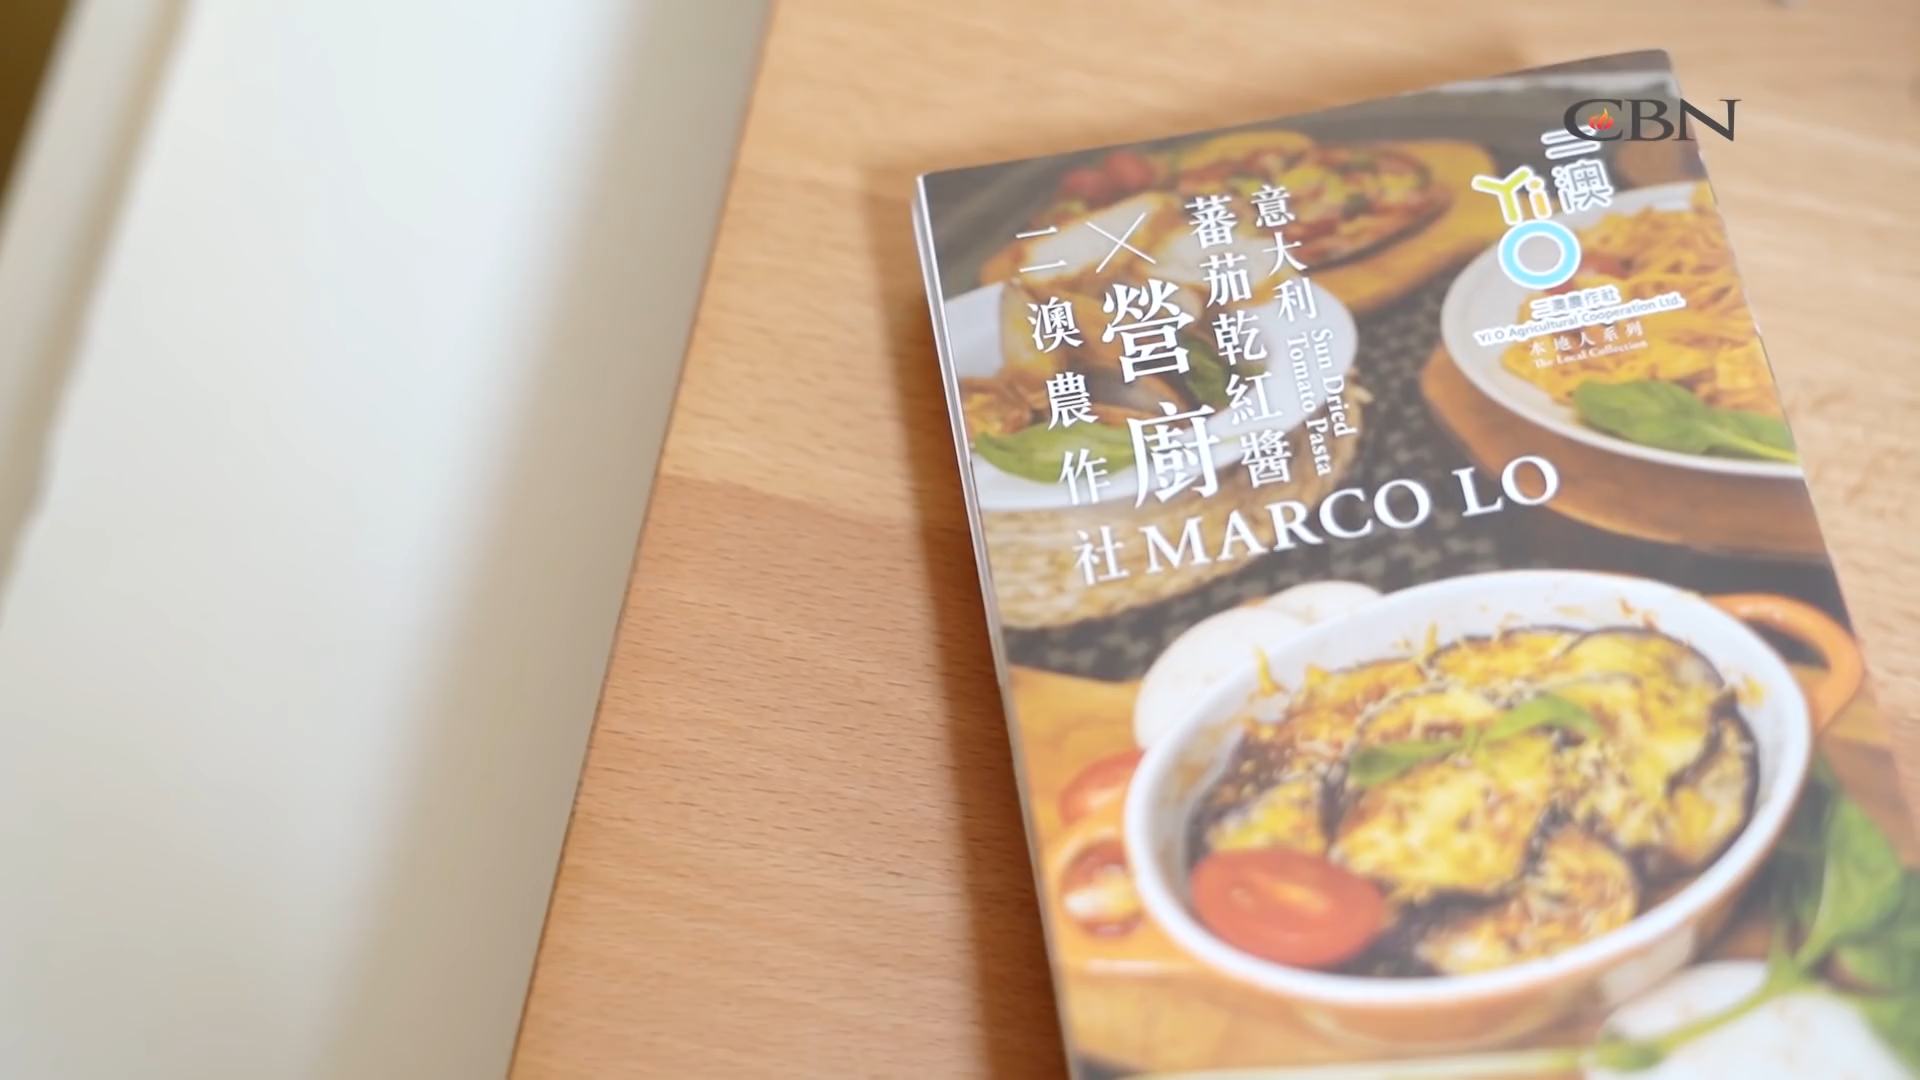 CBN
二澳
Yi
O
二澳農作社
Yi O Agricultural Cooperation Ltd.
本地人系列
The Local Collection
意大利
蕃茄乾紅醬
Sun Dried
Tomato Pasta
×營廚
MARCO LO
二澳農作社